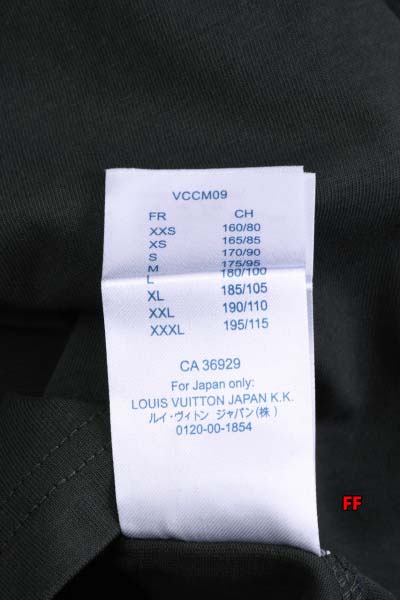 VCCM09
FR CH
XXS 160/80
XS 165/85
S 170/90
M 175/95
L 180/100
XL 185/105
XXL 190/110
XXXL 195/115
CA 36929
For Japan only:
LOUIS VUITTON JAPAN K.K.
ルイ・ヴィトン ジャパン(株)
0120-00-1854
FF